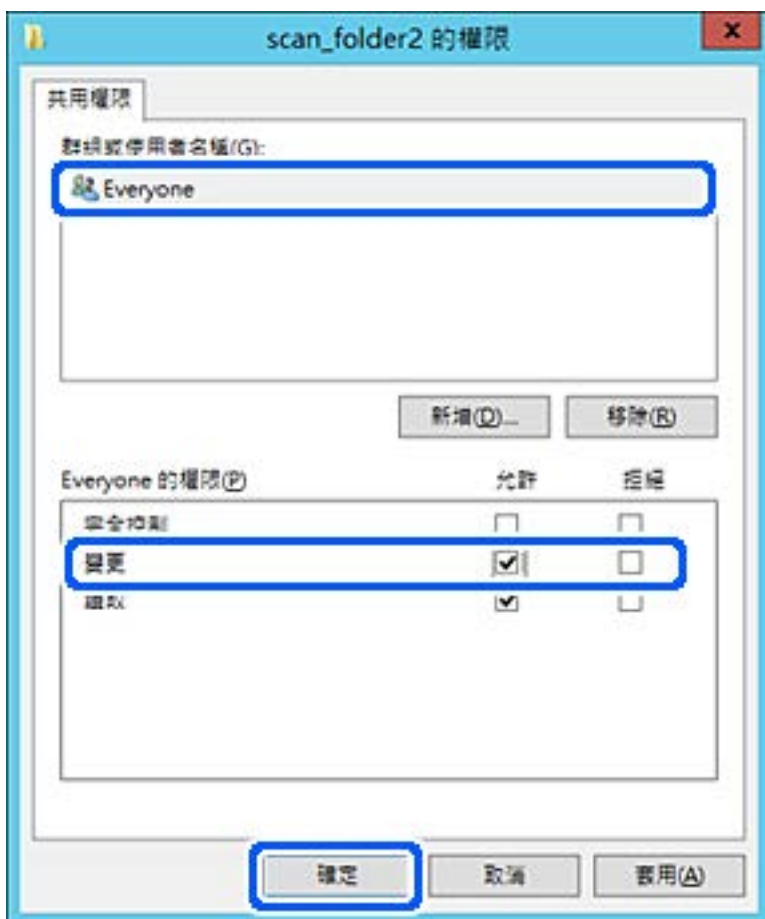 scan_folder2 的權限
x
共用權限
群組或使用者名稱(G):
Everyone
新增(D)... 移除(R)
Everyone 的權限(P) 允許 拒絕
完全控制
變更
讀取
確定 取消 套用(A)